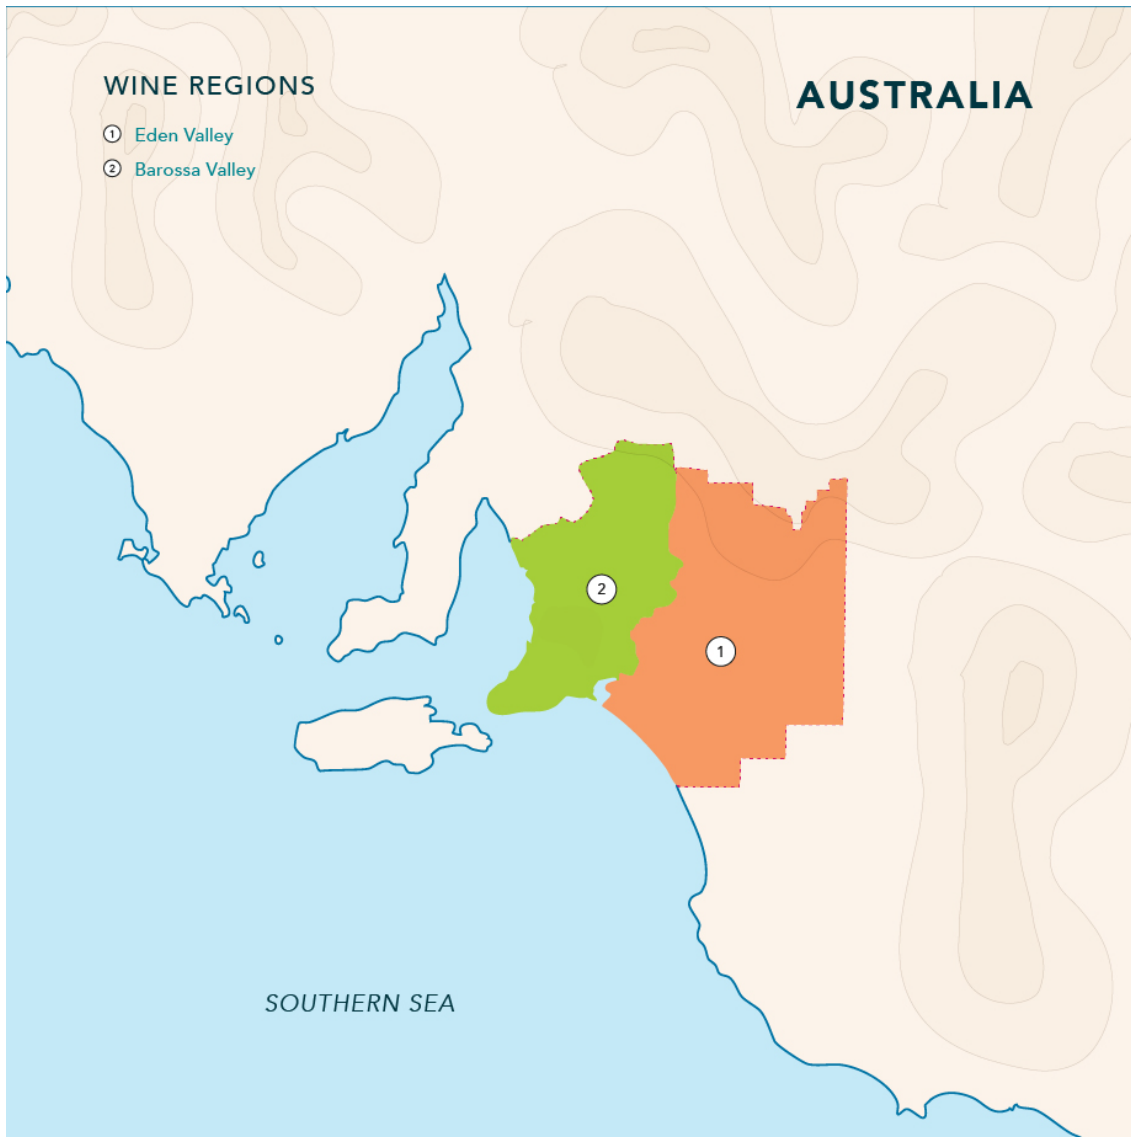 WINE REGIONS
AUSTRALIA
1 Eden Valley
2 Barossa Valley
2
1
SOUTHERN SEA